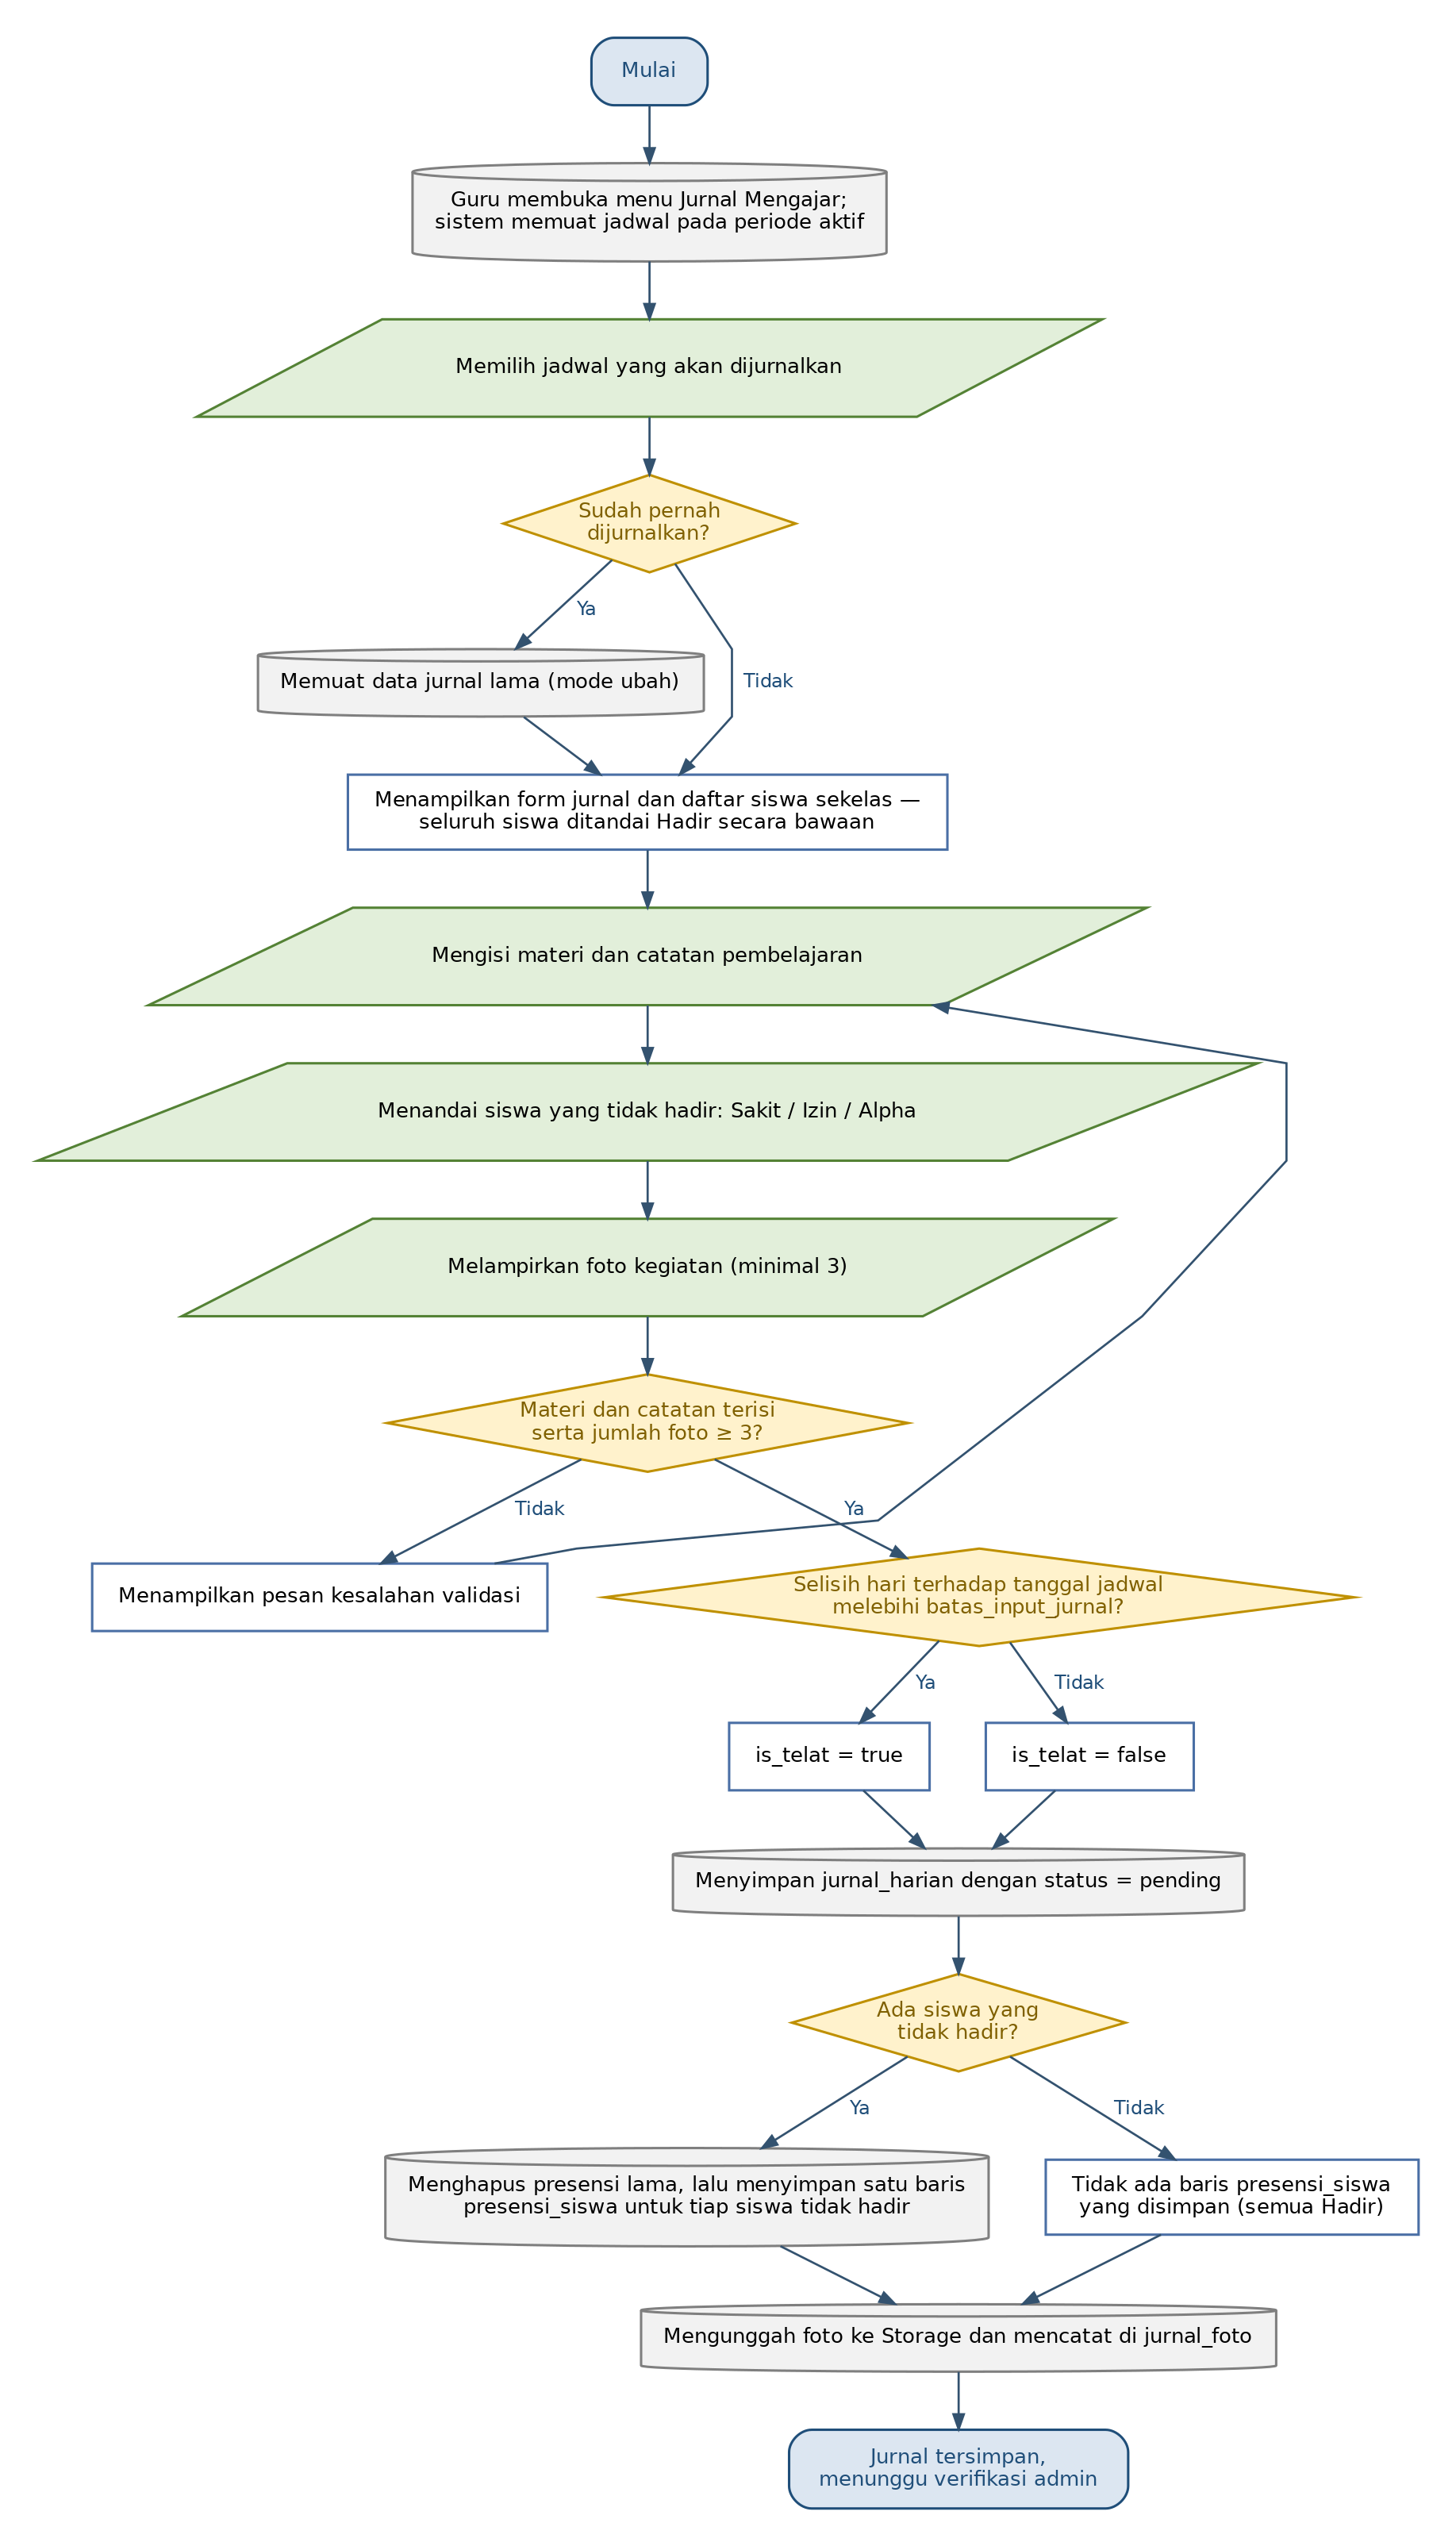 Mulai
Guru membuka menu Jurnal Mengajar;
sistem memuat jadwal pada periode aktif
Memilih jadwal yang akan dijurnalkan
Sudah pernah
dijurnalkan?
Ya
Memuat data jurnal lama (mode ubah)
Tidak
Menampilkan form jurnal dan daftar siswa sekelas —
seluruh siswa ditandai Hadir secara bawaan
Mengisi materi dan catatan pembelajaran
Menandai siswa yang tidak hadir: Sakit / Izin / Alpha
Melampirkan foto kegiatan (minimal 3)
Materi dan catatan terisi
serta jumlah foto ≥ 3?
Tidak
Ya
Menampilkan pesan kesalahan validasi
Selisih hari terhadap tanggal jadwal
melebihi batas_input_jurnal?
Ya
Tidak
is_telat = true
is_telat = false
Menyimpan jurnal_harian dengan status = pending
Ada siswa yang
tidak hadir?
Ya
Tidak
Menghapus presensi lama, lalu menyimpan satu baris
presensi_siswa untuk tiap siswa tidak hadir
Tidak ada baris presensi_siswa
yang disimpan (semua Hadir)
Mengunggah foto ke Storage dan mencatat di jurnal_foto
Jurnal tersimpan,
menunggu verifikasi admin